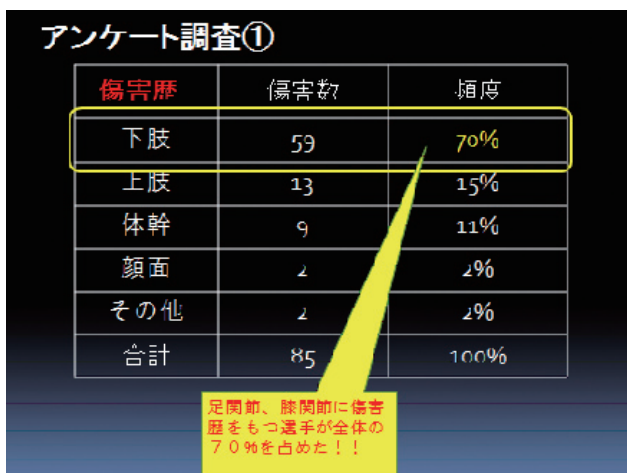 アンケート調査①
傷害歴 傷害数 頻度
下肢 59 70%
上肢 13 15%
体幹 9 11%
顔面 2 2%
その他 2 2%
合計 85 100%
足関節、膝関節に傷害
歴をもつ選手が全体の
７０%を占めた！！